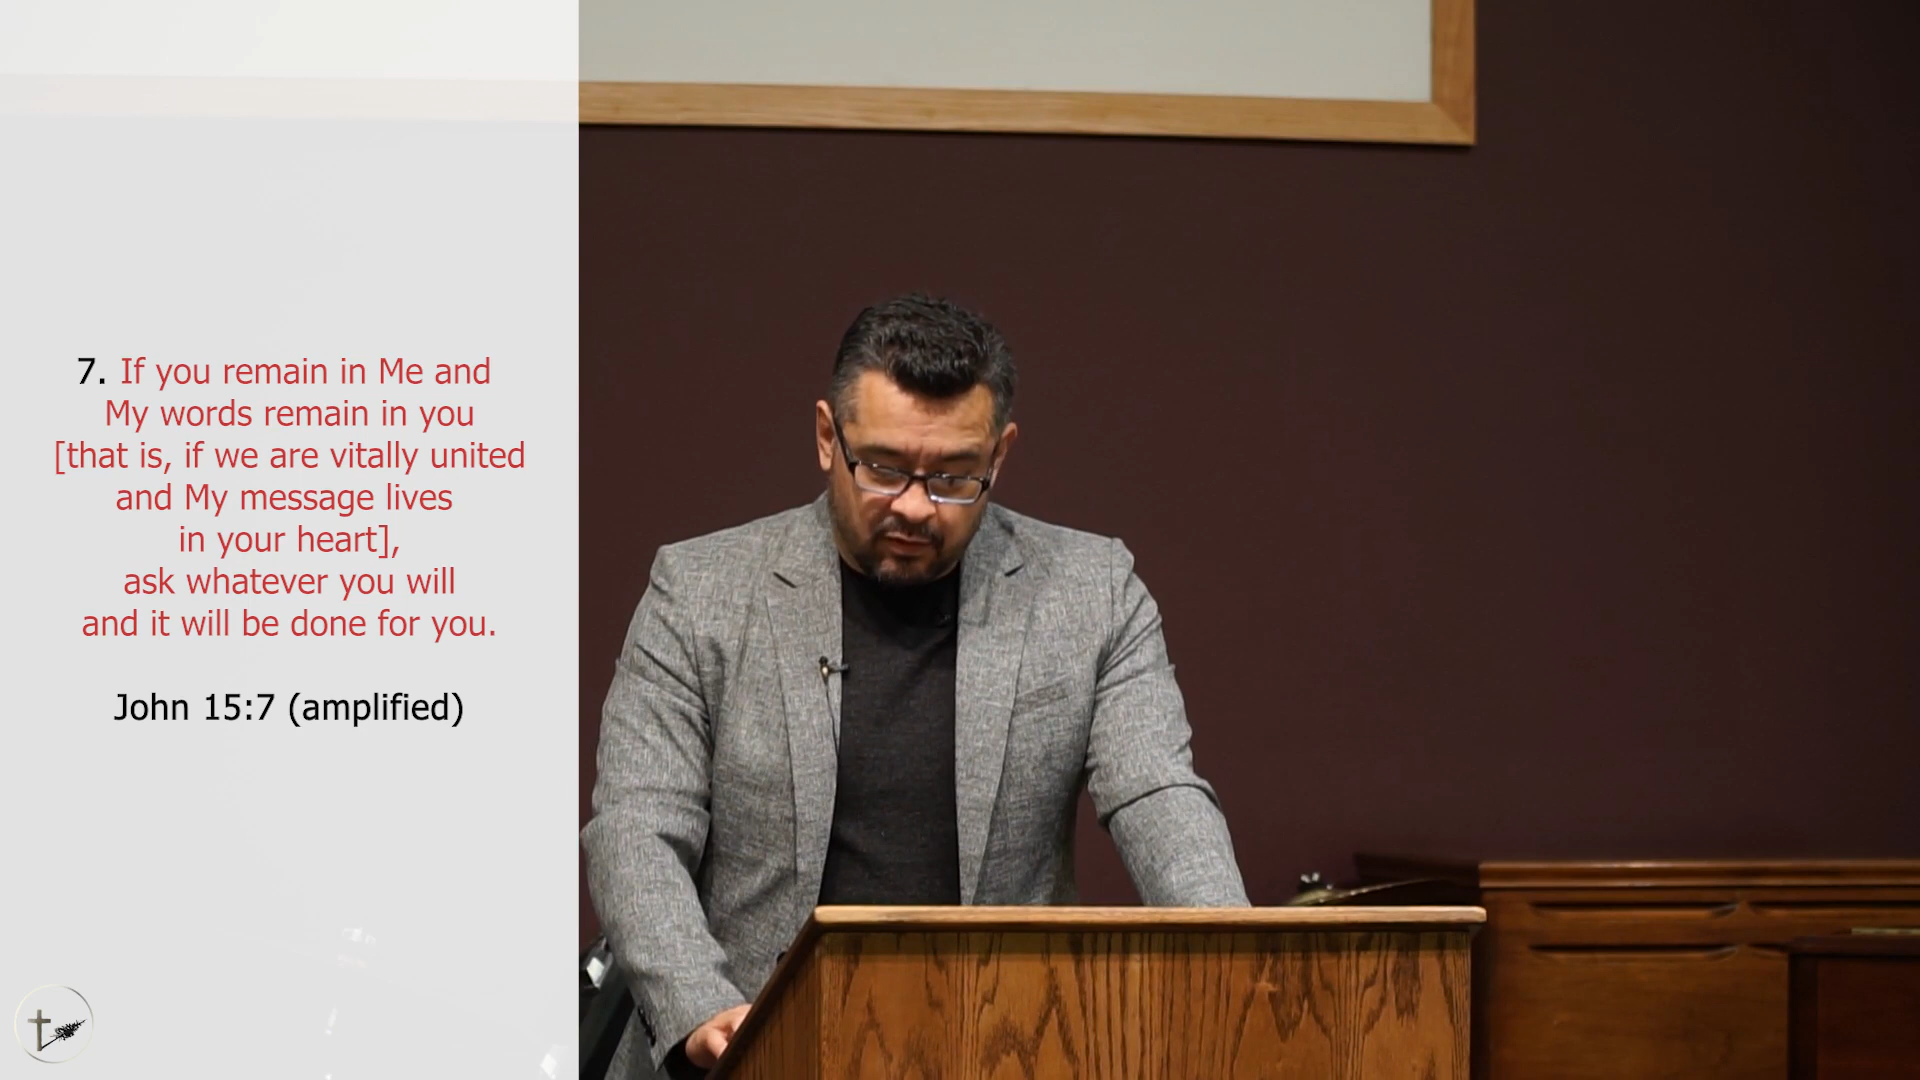 7. If you remain in Me and
My words remain in you
[that is, if we are vitally united
and My message lives
in your heart],
ask whatever you will
and it will be done for you.
John 15:7 (amplified)